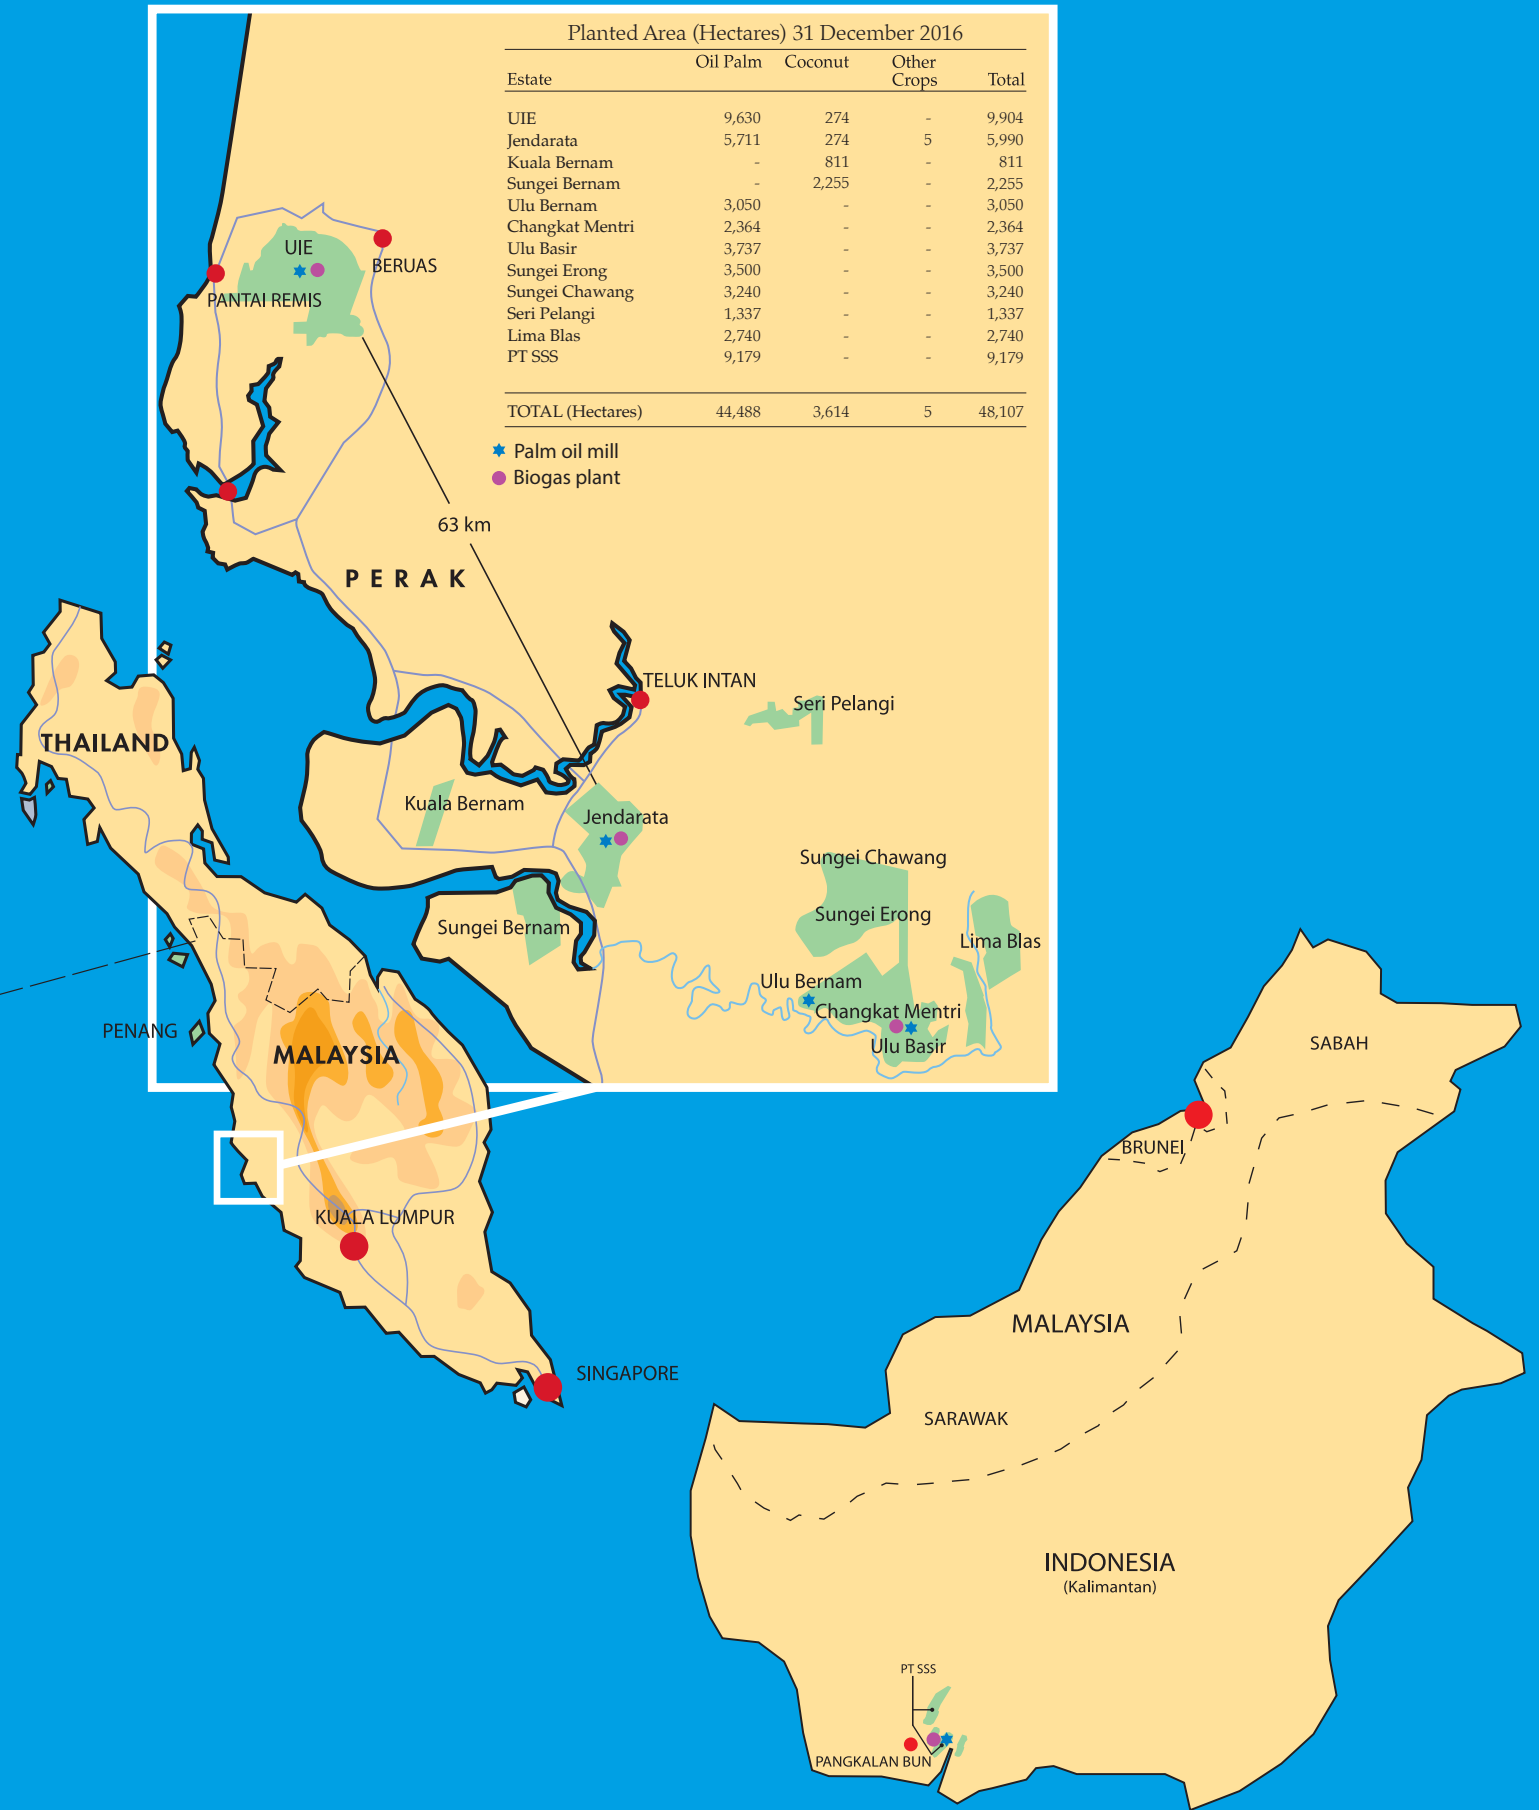 Planted Area (Hectares) 31 December 2016
Estate Oil Palm Coconut Other Crops Total
UIE 9,630 274 - 9,904
Jendarata 5,711 274 5 5,990
Kuala Bernam - 811 - 811
Sungei Bernam - 2,255 - 2,255
Ulu Bernam 3,050 - - 3,050
Changkat Mentri 2,364 - - 2,364
Ulu Basir 3,737 - - 3,737
Sungei Erong 3,500 - - 3,500
Sungei Chawang 3,240 - - 3,240
Seri Pelangi 1,337 - - 1,337
Lima Blas 2,740 - - 2,740
PT SSS 9,179 - - 9,179
TOTAL (Hectares) 44,488 3,614 5 48,107
Palm oil mill
Biogas plant
UIE
BERUAS
PANTAI REMIS
63 km
PERAK
TELUK INTAN
Seri Pelangi
THAILAND
Kuala Bernam
Jendarata
Sungei Chawang
Sungei Erong
Sungei Bernam
Lima Blas
Ulu Bernam
Changkat Mentri
Ulu Basir
PENANG
MALAYSIA
KUALA LUMPUR
SINGAPORE
SABAH
BRUNEI
MALAYSIA
SARAWAK
INDONESIA
(Kalimantan)
PT SSS
PANGKALAN BUN